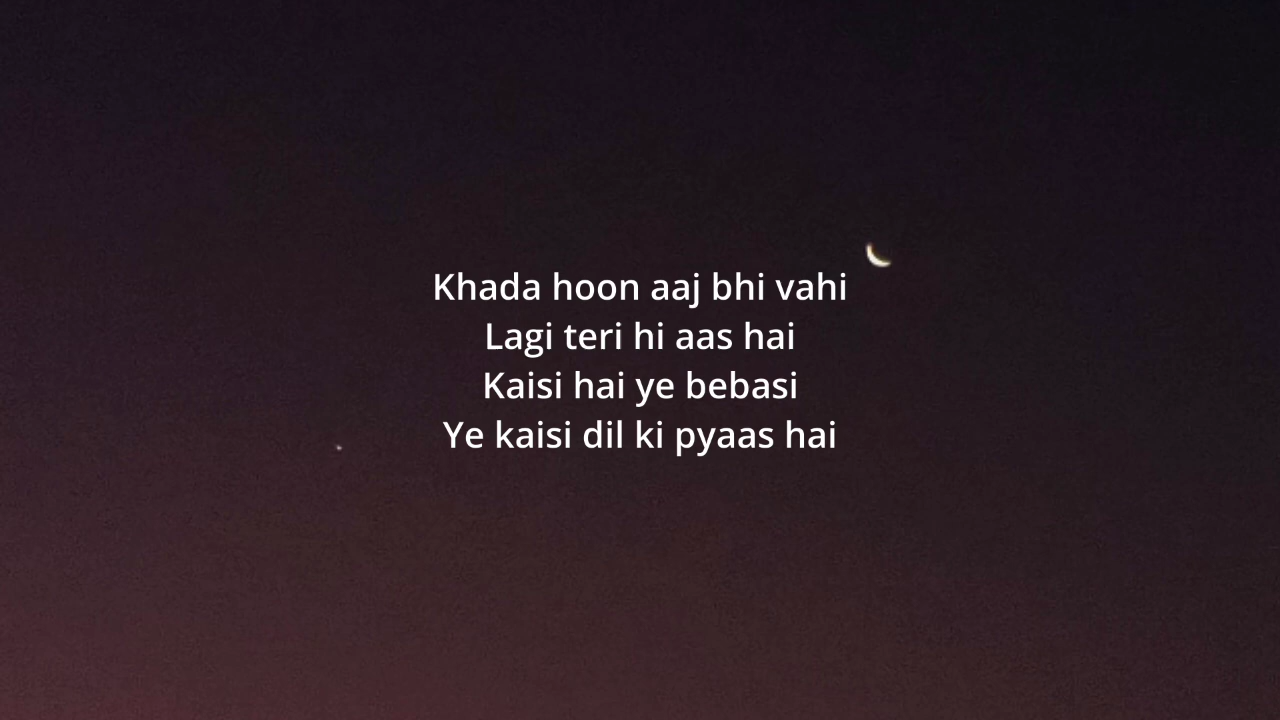 Khada hoon aaj bhi vahi
Lagi teri hi aas hai
Kaisi hai ye bebasi
Ye kaisi dil ki pyaas hai